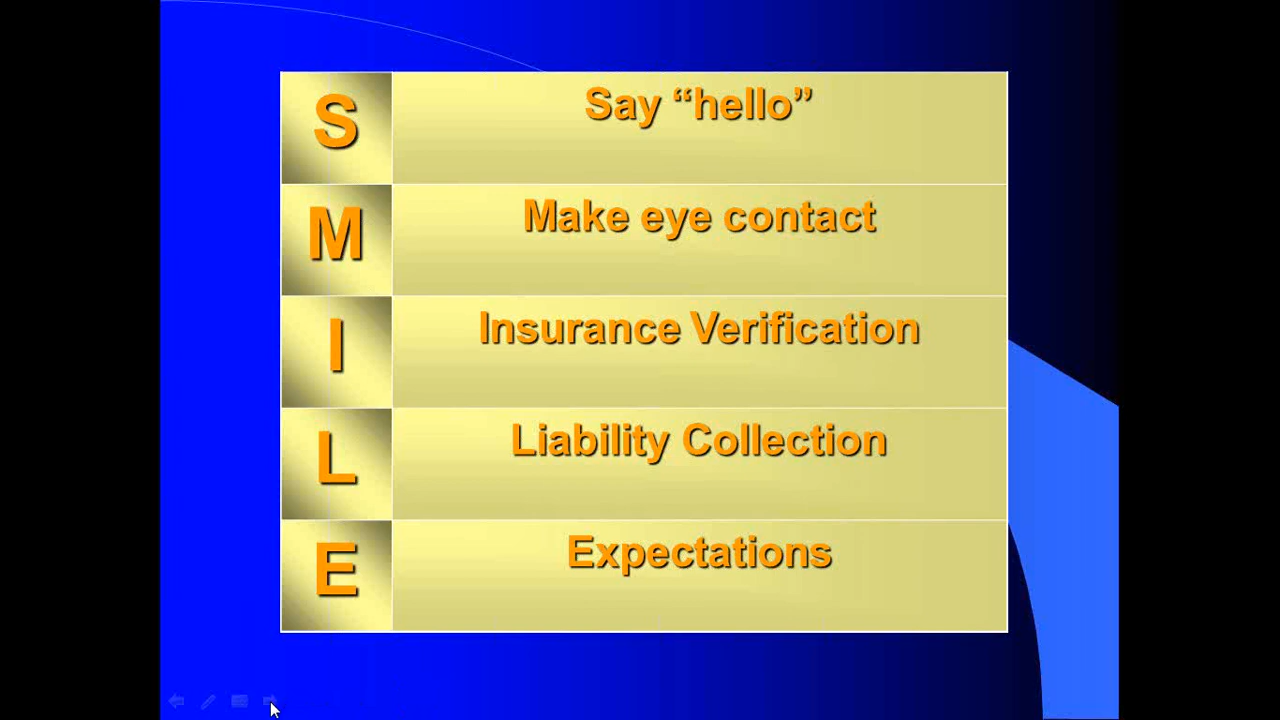 S
Say “hello”
M
Make eye contact
I
Insurance Verification
L
Liability Collection
E
Expectations